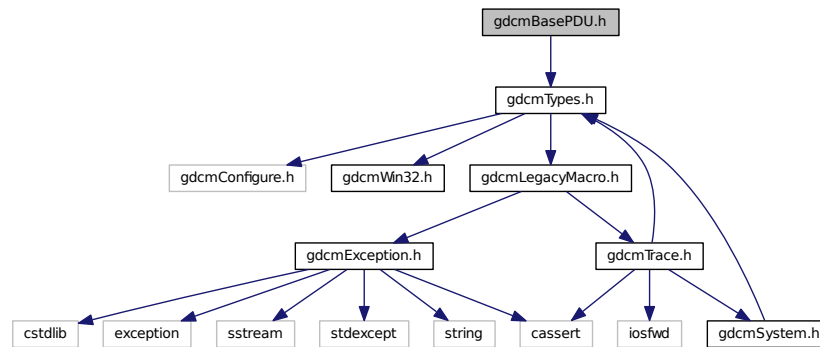 gdcmBasePDU.h
gdcmTypes.h
gdcmConfigure.h
gdcmWin32.h
gdcmLegacyMacro.h
gdcmException.h
gdcmTrace.h
cstdlib
exception
sstream
stdexcept
string
cassert
iosfwd
gdcmSystem.h